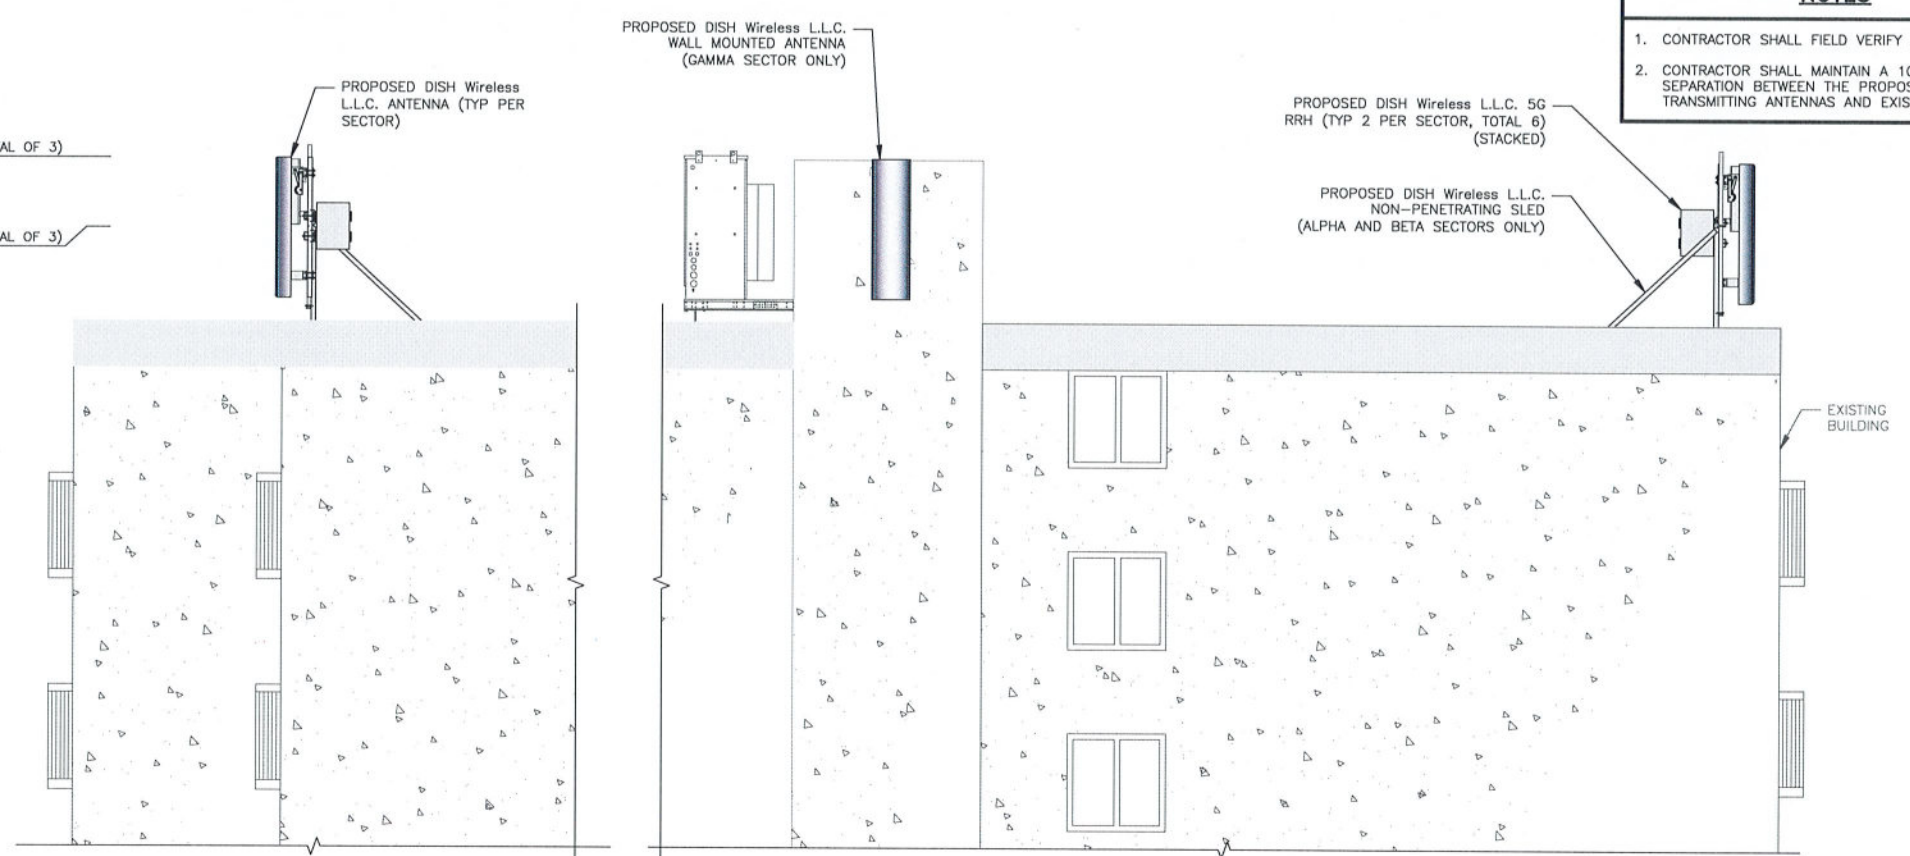 PROPOSED DISH Wireless
L.L.C. ANTENNA (TYP PER
SECTOR)
AL OF 3)
AL OF 3)
PROPOSED DISH Wireless L.L.C.
WALL MOUNTED ANTENNA
(GAMMA SECTOR ONLY)
PROPOSED DISH Wireless L.L.C. 5G
RRH (TYP 2 PER SECTOR, TOTAL 6)
(STACKED)
PROPOSED DISH Wireless L.L.C.
NON-PENETRATING SLED
(ALPHA AND BETA SECTORS ONLY)
NOTES
1. CONTRACTOR SHALL FIELD VERIFY
2. CONTRACTOR SHALL MAINTAIN A 10
SEPARATION BETWEEN THE PROPOS
TRANSMITTING ANTENNAS AND EXIS
EXISTING
BUILDING